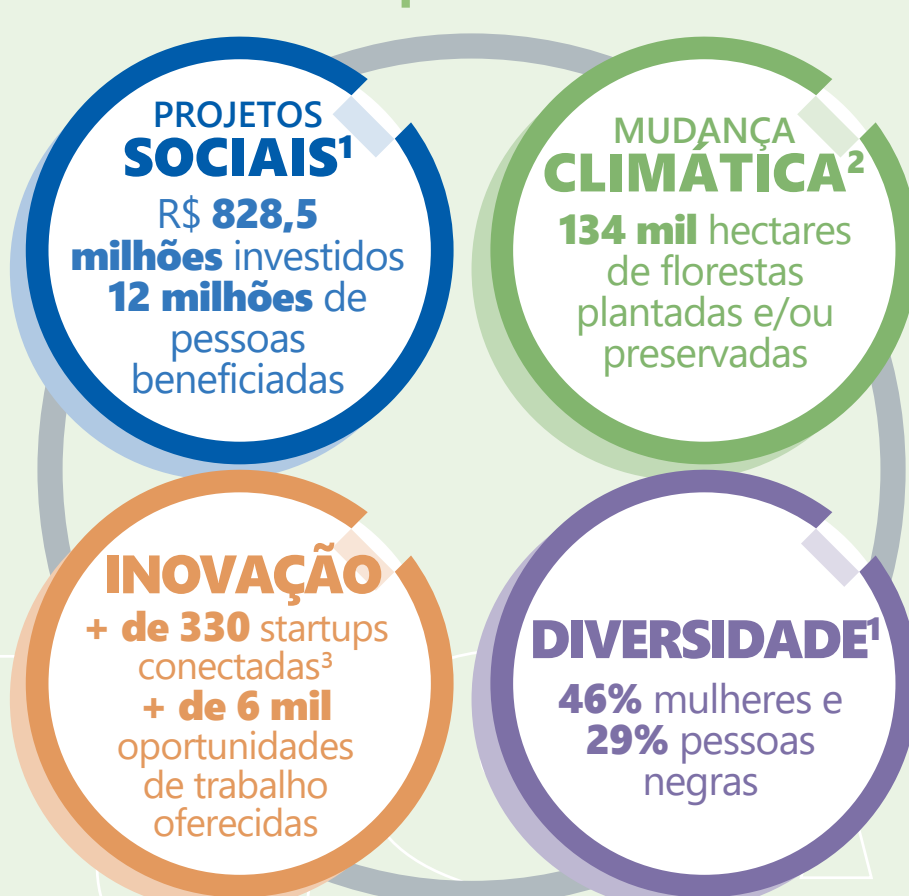 PROJETOS
SOCIAIS¹
R$ 828,5
milhões investidos
12 milhões de
pessoas
beneficiadas
MUDANÇA
CLIMÁTICA²
134 mil hectares
de florestas
plantadas e/ou
preservadas
INOVAÇÃO
+ de 330 startups
conectadas³
+ de 6 mil
oportunidades
de trabalho
oferecidas
DIVERSIDADE¹
46% mulheres e
29% pessoas
negras